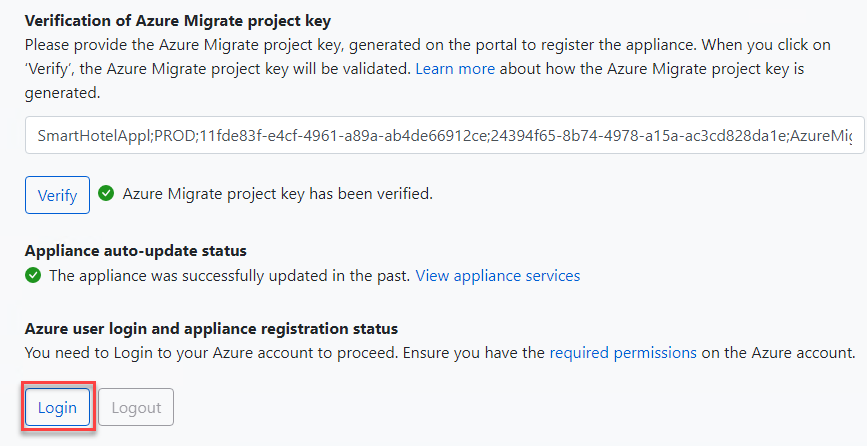 Verification of Azure Migrate project key
Please provide the Azure Migrate project key, generated on the portal to register the appliance. When you click on
‘Verify’, the Azure Migrate project key will be validated. Learn more about how the Azure Migrate project key is
generated.
SmartHotelAppl;PROD;11fde83f-e4cf-4961-a89a-ab4de66912ce;24394f65-8b74-4978-a15a-ac3cd828da1e;AzureMig
Verify Azure Migrate project key has been verified.
Appliance auto-update status
The appliance was successfully updated in the past. View appliance services
Azure user login and appliance registration status
You need to Login to your Azure account to proceed. Ensure you have the required permissions on the Azure account.
Login Logout